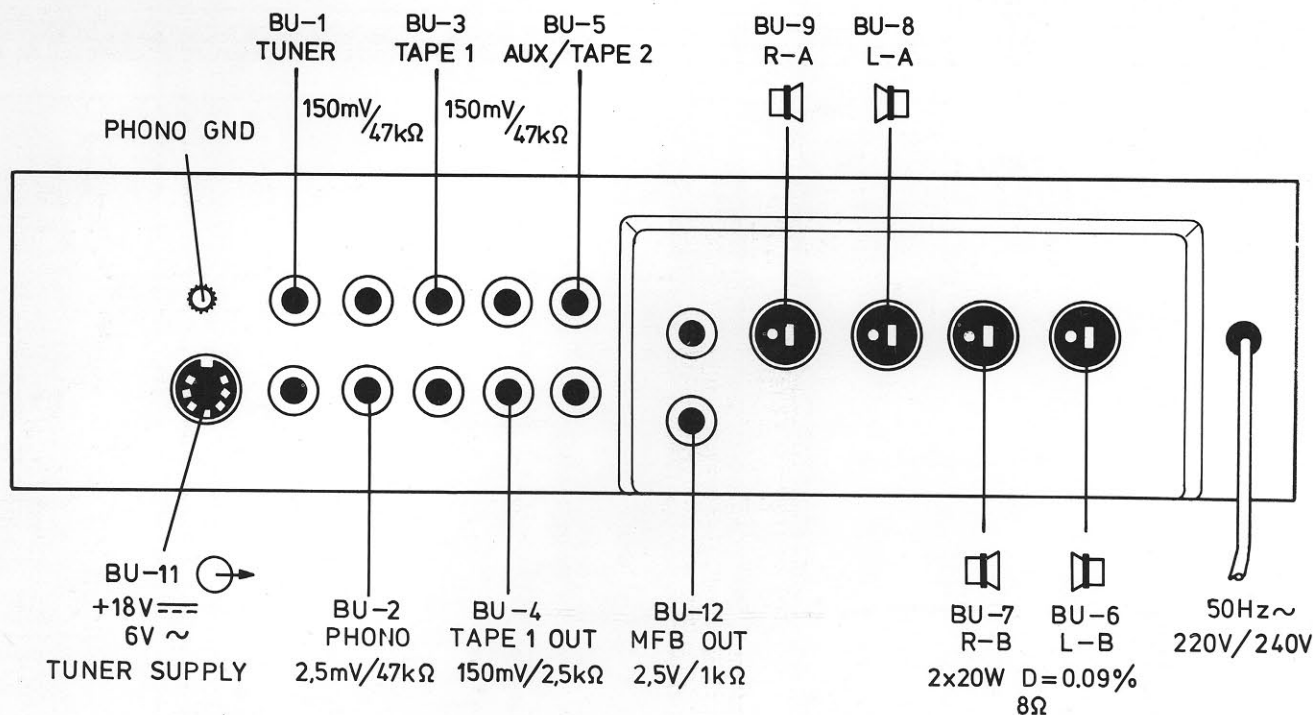 BU-1
TUNER
BU-3
TAPE 1
BU-5
AUX/TAPE 2
BU-9
R-A
BU-8
L-A
150mV/47kΩ
150mV/47kΩ
PHONO GND
BU-11
+18V
6V ~
TUNER SUPPLY
BU-2
PHONO
2,5mV/47kΩ
BU-4
TAPE 1 OUT
150mV/2,5kΩ
BU-12
MFB OUT
2,5V/1kΩ
BU-7
R-B
BU-6
L-B
2x20W D=0.09%
8Ω
50Hz~
220V/240V